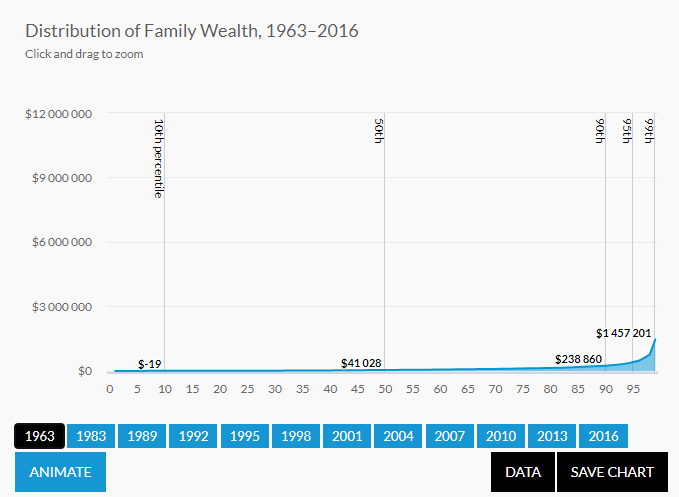 Distribution of Family Wealth, 1963–2016
Click and drag to zoom
$12 000 000
$9 000 000
$6 000 000
$3 000 000
$0
10th percentile
50th
90th
95th
99th
$-19
$41 028
$238 860
$1 457 201
0 5 10 15 20 25 30 35 40 45 50 55 60 65 70 75 80 85 90 95
1963 1983 1989 1992 1995 1998 2001 2004 2007 2010 2013 2016
ANIMATE DATA SAVE CHART